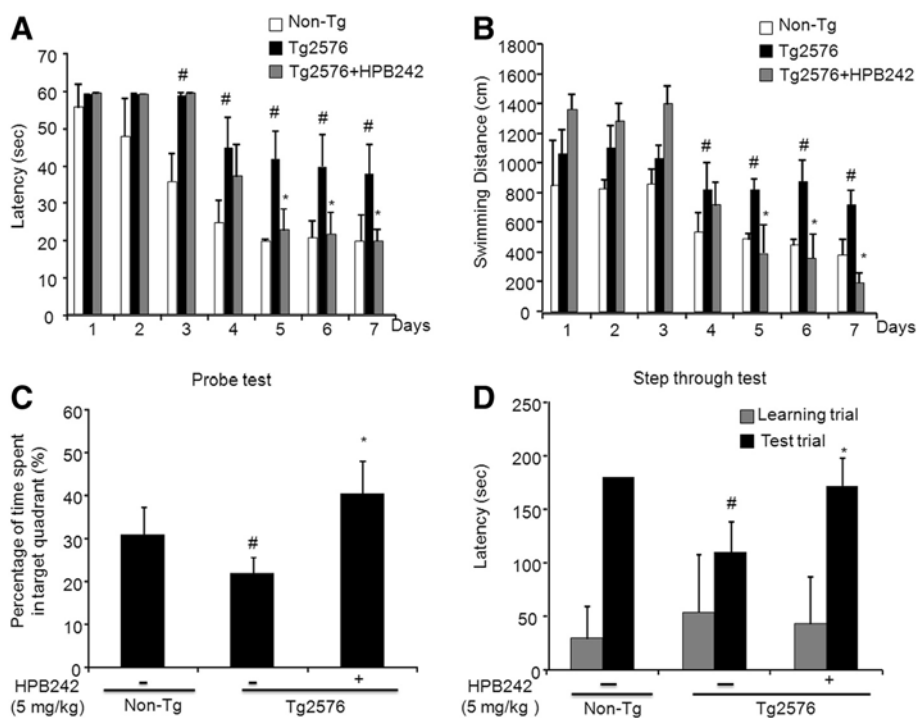 A
Non-Tg
Tg2576
Tg2576+HPB242
Latency (sec)
70
60
50
40
30
20
10
0
#
#
#
#
#
*
*
*
1 2 3 4 5 6 7 Days
B
Non-Tg
Tg2576
Tg2576+HPB242
Swimming Distance (cm)
1800
1600
1400
1200
1000
800
600
400
200
0
#
#
#
#
*
*
*
1 2 3 4 5 6 7 Days
Probe test
C
Percentage of time spent
in target quadrant (%)
60
50
40
30
20
10
0
#
*
HPB242
(5 mg/kg)
- - +
Non-Tg Tg2576
Step through test
D
Learning trial
Test trial
Latency (sec)
250
200
150
100
50
0
#
*
HPB242
(5 mg/kg)
- - +
Non-Tg Tg2576